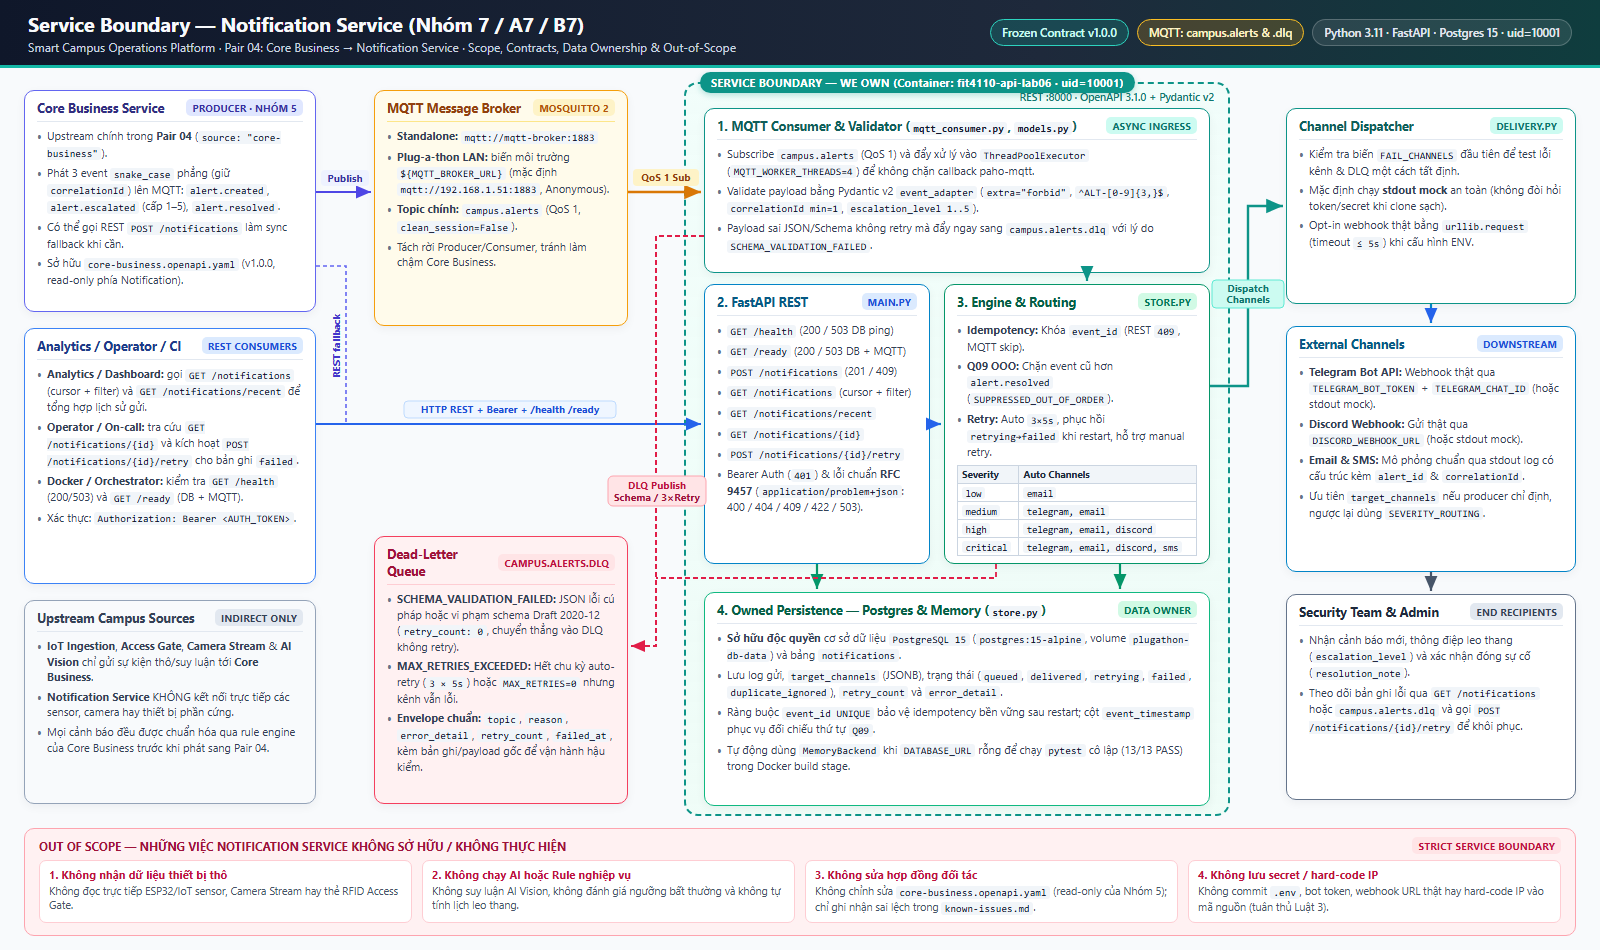 Service Boundary — Notification Service (Nhóm 7 / A7 / B7)
Smart Campus Operations Platform · Pair 04: Core Business → Notification Service · Scope, Contracts, Data Ownership & Out-of-Scope
Frozen Contract v1.0.0
MQTT: campus.alerts & .dlq
Python 3.11 · FastAPI · Postgres 15 · uid=10001
Core Business Service
PRODUCER · NHÓM 5
• Upstream chính trong Pair 04 ( source: "core-
business" ).
• Phát 3 event snake_case phẳng (giữ
correlationId ) lên MQTT: alert.created ,
alert.escalated (cấp 1–5), alert.resolved .
• Có thể gọi REST POST /notifications làm sync
fallback khi cần.
• Sở hữu core-business.openapi.yaml (v1.0.0,
read-only phía Notification).
Publish
REST fallback
Analytics / Operator / CI
REST CONSUMERS
• Analytics / Dashboard: gọi GET /notifications
(cursor + filter) và GET /notifications/recent để
tổng hợp lịch sử gửi.
• Operator / On-call: tra cứu GET
/notifications/{id} và kích hoạt POST
/notifications/{id}/retry cho bản ghi failed .
• Docker / Orchestrator: kiểm tra GET /health
(200/503) và GET /ready (DB + MQTT).
• Xác thực: Authorization: Bearer <AUTH_TOKEN> .
Upstream Campus Sources
INDIRECT ONLY
• IoT Ingestion, Access Gate, Camera Stream & AI
Vision chỉ gửi sự kiện thô/suy luận tới Core
Business.
• Notification Service KHÔNG kết nối trực tiếp các
sensor, camera hay thiết bị phần cứng.
• Mọi cảnh báo đều được chuẩn hóa qua rule engine
của Core Business trước khi phát sang Pair 04.
MQTT Message Broker
MOSQUITTO 2
• Standalone: mqtt://mqtt-broker:1883
• Plug-a-thon LAN: biến môi trường
${MQTT_BROKER_URL} (mặc định
mqtt://192.168.1.51:1883 , Anonymous).
• Topic chính: campus.alerts (QoS 1,
clean_session=False ).
• Tách rời Producer/Consumer, tránh làm
chậm Core Business.
QoS 1 Sub
HTTP REST + Bearer + /health /ready
DLQ Publish
Schema / 3×Retry
Dead-Letter
Queue
CAMPUS.ALERTS.DLQ
• SCHEMA_VALIDATION_FAILED: JSON lỗi cú
pháp hoặc vi phạm schema Draft 2020-12
( retry_count: 0 , chuyển thẳng vào DLQ
không retry).
• MAX_RETRIES_EXCEEDED: Hết chu kỳ auto-
retry ( 3 × 5s ) hoặc MAX_RETRIES=0 nhưng
kênh vẫn lỗi.
• Envelope chuẩn: topic , reason ,
error_detail , retry_count , failed_at ,
kèm bản ghi/payload gốc để vận hành hậu
kiểm.
SERVICE BOUNDARY — WE OWN (Container: fit4110-api-lab06 · uid=10001)
REST :8000 · OpenAPI 3.1.0 + Pydantic v2
1. MQTT Consumer & Validator ( mqtt_consumer.py , models.py )
ASYNC INGRESS
• Subscribe campus.alerts (QoS 1) và đẩy xử lý vào ThreadPoolExecutor
( MQTT_WORKER_THREADS=4 ) để không chặn callback paho-mqtt.
• Validate payload bằng Pydantic v2 event_adapter ( extra="forbid" , ^ALT-[0-9]{3,}$ ,
correlationId min=1 , escalation_level 1..5 ).
• Payload sai JSON/Schema không retry mà đẩy ngay sang campus.alerts.dlq với lý do
SCHEMA_VALIDATION_FAILED .
2. FastAPI REST
MAIN.PY
• GET /health (200 / 503 DB ping)
• GET /ready (200 / 503 DB + MQTT)
• POST /notifications (201 / 409)
• GET /notifications (cursor + filter)
• GET /notifications/recent
• GET /notifications/{id}
• POST /notifications/{id}/retry
• Bearer Auth ( 401 ) & lỗi chuẩn RFC
9457 ( application/problem+json :
400 / 404 / 409 / 422 / 503).
3. Engine & Routing
STORE.PY
• Idempotency: Khóa event_id (REST 409 ,
MQTT skip).
• Q09 OOO: Chặn event cũ hơn
alert.resolved
( SUPPRESSED_OUT_OF_ORDER ).
• Retry: Auto 3×5s , phục hồi
retrying→failed khi restart, hỗ trợ manual
retry.
Severity Auto Channels
low email
medium telegram, email
high telegram, email, discord
critical telegram, email, discord, sms
4. Owned Persistence — Postgres & Memory ( store.py )
DATA OWNER
• Sở hữu độc quyền cơ sở dữ liệu PostgreSQL 15 ( postgres:15-alpine , volume plugathon-
db-data ) và bảng notifications .
• Lưu log gửi, target_channels (JSONB), trạng thái ( queued , delivered , retrying , failed ,
duplicate_ignored ), retry_count và error_detail .
• Ràng buộc event_id UNIQUE bảo vệ idempotency bền vững sau restart; cột event_timestamp
phục vụ đối chiếu thứ tự Q09 .
• Tự động dùng MemoryBackend khi DATABASE_URL rỗng để chạy pytest cô lập (13/13 PASS)
trong Docker build stage.
Dispatch
Channels
Channel Dispatcher
DELIVERY.PY
• Kiểm tra biến FAIL_CHANNELS đầu tiên để test lỗi
kênh & DLQ một cách tất định.
• Mặc định chạy stdout mock an toàn (không đòi hỏi
token/secret khi clone sạch).
• Opt-in webhook thật bằng urllib.request
(timeout ≤ 5s ) khi cấu hình ENV.
External Channels
DOWNSTREAM
• Telegram Bot API: Webhook thật qua
TELEGRAM_BOT_TOKEN + TELEGRAM_CHAT_ID (hoặc
stdout mock).
• Discord Webhook: Gửi thật qua
DISCORD_WEBHOOK_URL (hoặc stdout mock).
• Email & SMS: Mô phỏng chuẩn qua stdout log có
cấu trúc kèm alert_id & correlationId .
• Ưu tiên target_channels nếu producer chỉ định,
ngược lại dùng SEVERITY_ROUTING .
Security Team & Admin
END RECIPIENTS
• Nhận cảnh báo mới, thông điệp leo thang
( escalation_level ) và xác nhận đóng sự cố
( resolution_note ).
• Theo dõi bản ghi lỗi qua GET /notifications
hoặc campus.alerts.dlq và gọi POST
/notifications/{id}/retry để khôi phục.
OUT OF SCOPE — NHỮNG VIỆC NOTIFICATION SERVICE KHÔNG SỞ HỮU / KHÔNG THỰC HIỆN
STRICT SERVICE BOUNDARY
1. Không nhận dữ liệu thiết bị thô
Không đọc trực tiếp ESP32/IoT sensor, Camera Stream hay thẻ RFID Access
Gate.
2. Không chạy AI hoặc Rule nghiệp vụ
Không suy luận AI Vision, không đánh giá ngưỡng bất thường và không tự
tính lịch leo thang.
3. Không sửa hợp đồng đối tác
Không chỉnh sửa core-business.openapi.yaml (read-only của Nhóm 5);
chỉ ghi nhận sai lệch trong known-issues.md .
4. Không lưu secret / hard-code IP
Không commit .env , bot token, webhook URL thật hay hard-code IP vào
mã nguồn (tuân thủ Luật 3).